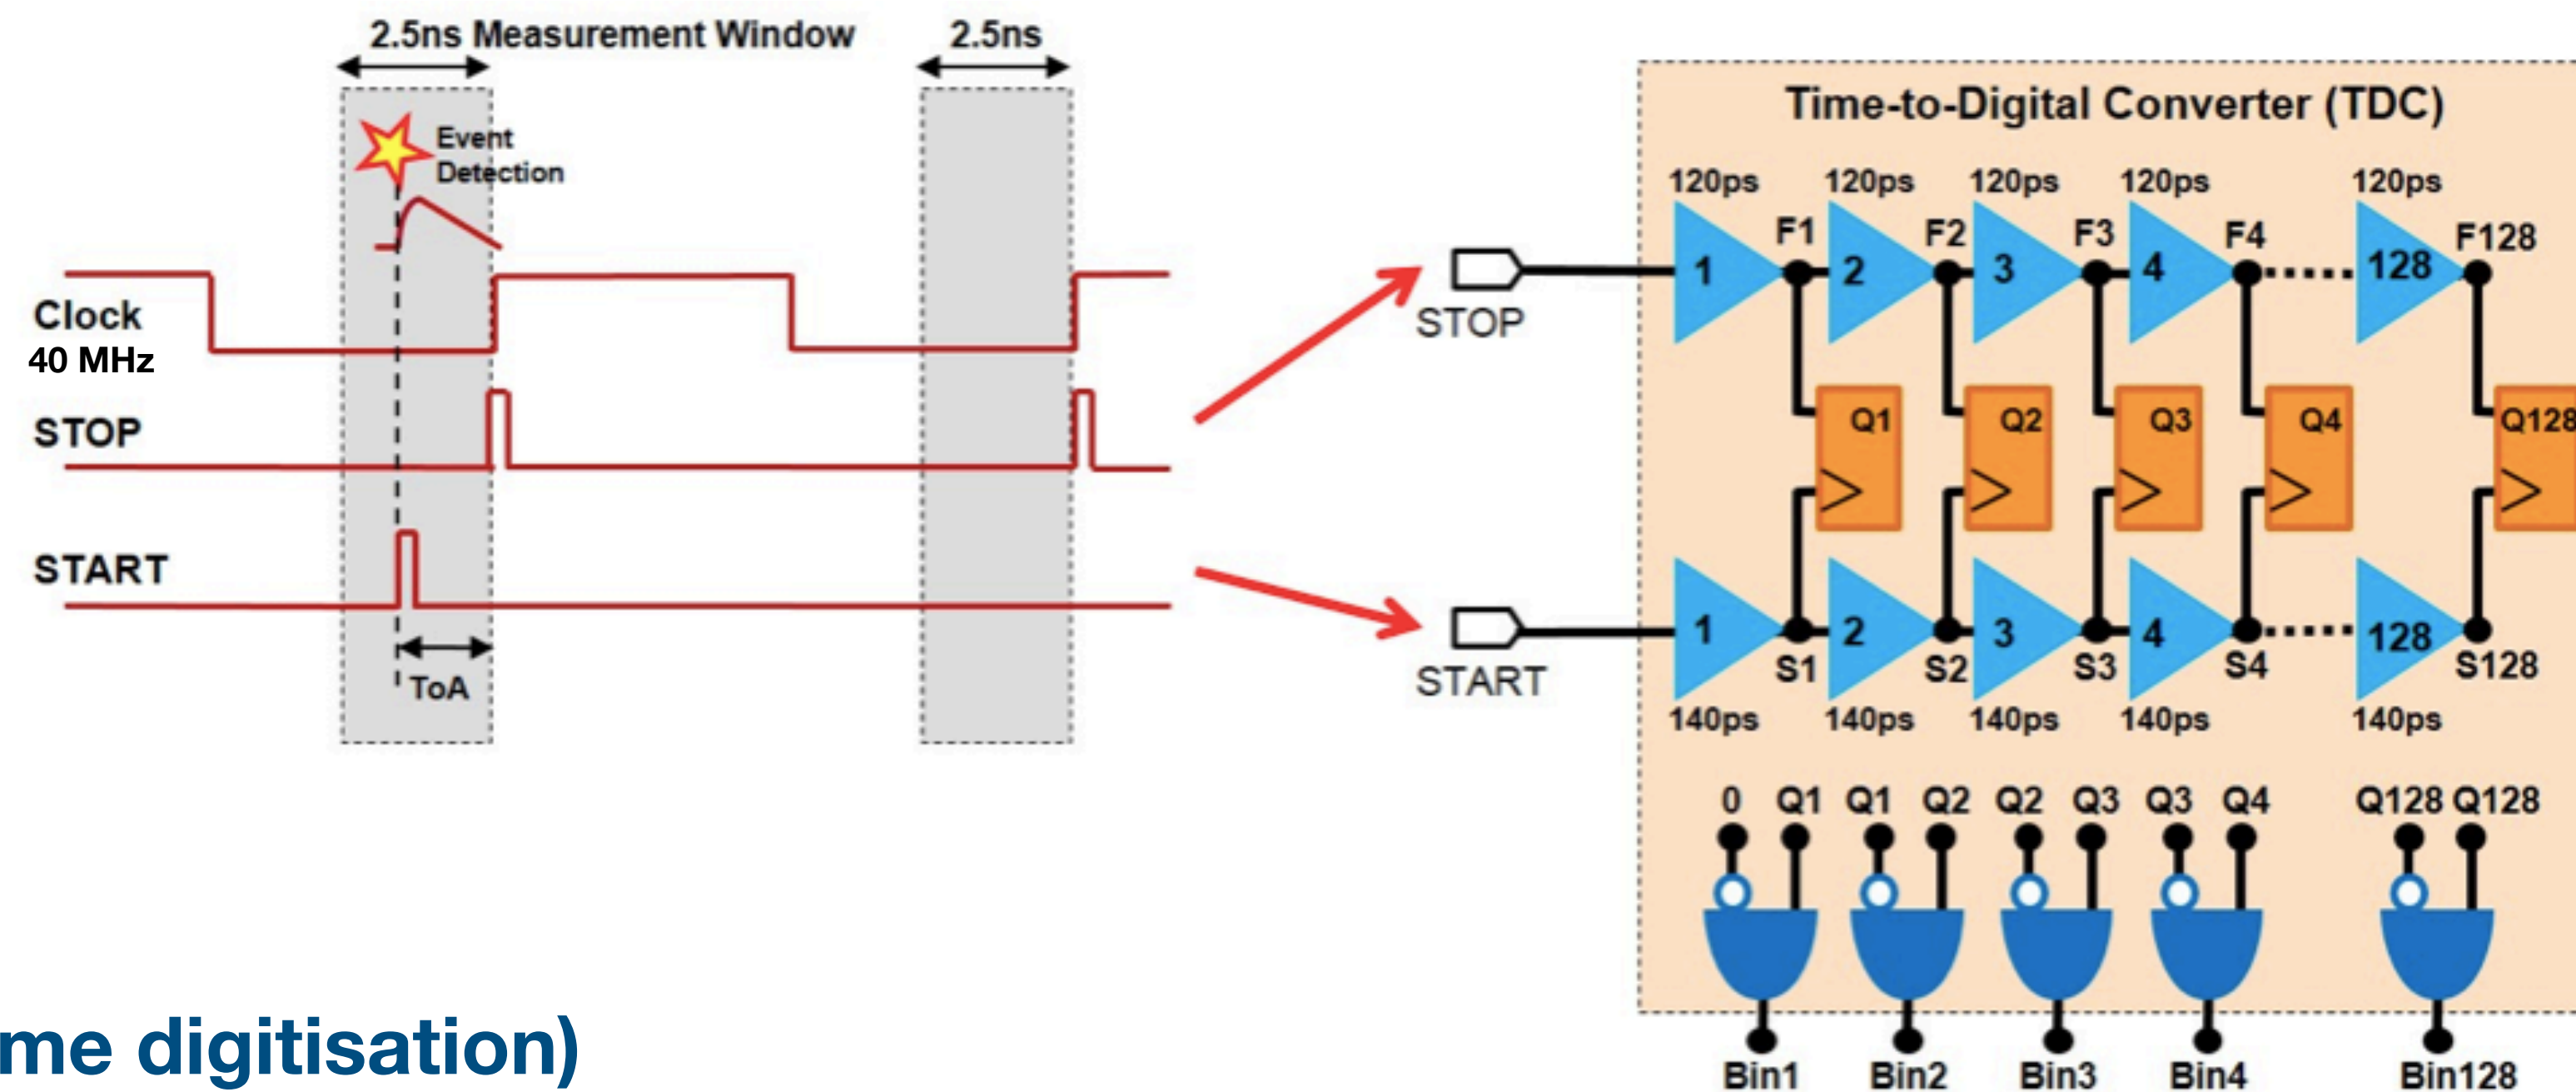 2.5ns Measurement Window
2.5ns
Event
Detection
Clock
40 MHz
STOP
START
ToA
STOP
START
Time-to-Digital Converter (TDC)
120ps 120ps 120ps 120ps 120ps
F1 F2 F3 F4 F128
1 2 3 4 128
Q1 Q2 Q3 Q4 Q128
1 2 3 4 128
S1 S2 S3 S4 S128
140ps 140ps 140ps 140ps 140ps
0 Q1 Q1 Q2 Q2 Q3 Q3 Q4 Q128 Q128
Bin1 Bin2 Bin3 Bin4 Bin128
me digitisation)